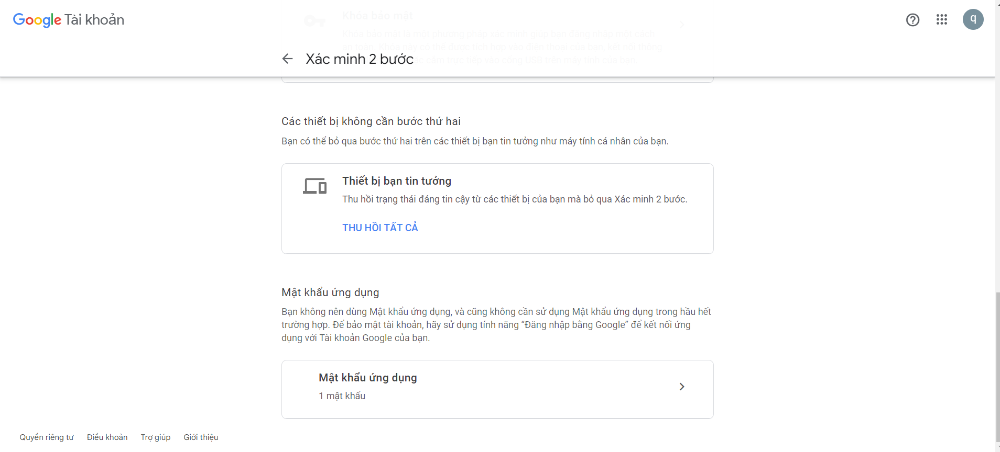 Google Tài khoản
q
Khóa bảo mật
Khóa bảo mật là một phương pháp xác minh giúp bạn đăng nhập một cách
an toàn. Khóa này có thể được tích hợp vào điện thoại của bạn, kết nối thông
cắm trực tiếp vào cổng USB trên máy tính của bạn.
Xác minh 2 bước
Các thiết bị không cần bước thứ hai
Bạn có thể bỏ qua bước thứ hai trên các thiết bị bạn tin tưởng như máy tính cá nhân của bạn.
Thiết bị bạn tin tưởng
Thu hồi trạng thái đáng tin cậy từ các thiết bị của bạn mà bỏ qua Xác minh 2 bước.
THU HỒI TẤT CẢ
Mật khẩu ứng dụng
Bạn không nên dùng Mật khẩu ứng dụng, và cũng không cần sử dụng Mật khẩu ứng dụng trong hầu hết
trường hợp. Để bảo mật tài khoản, hãy sử dụng tính năng “Đăng nhập bằng Google” để kết nối ứng
dụng với Tài khoản Google của bạn.
Mật khẩu ứng dụng
1 mật khẩu
Quyền riêng tư Điều khoản Trợ giúp Giới thiệu